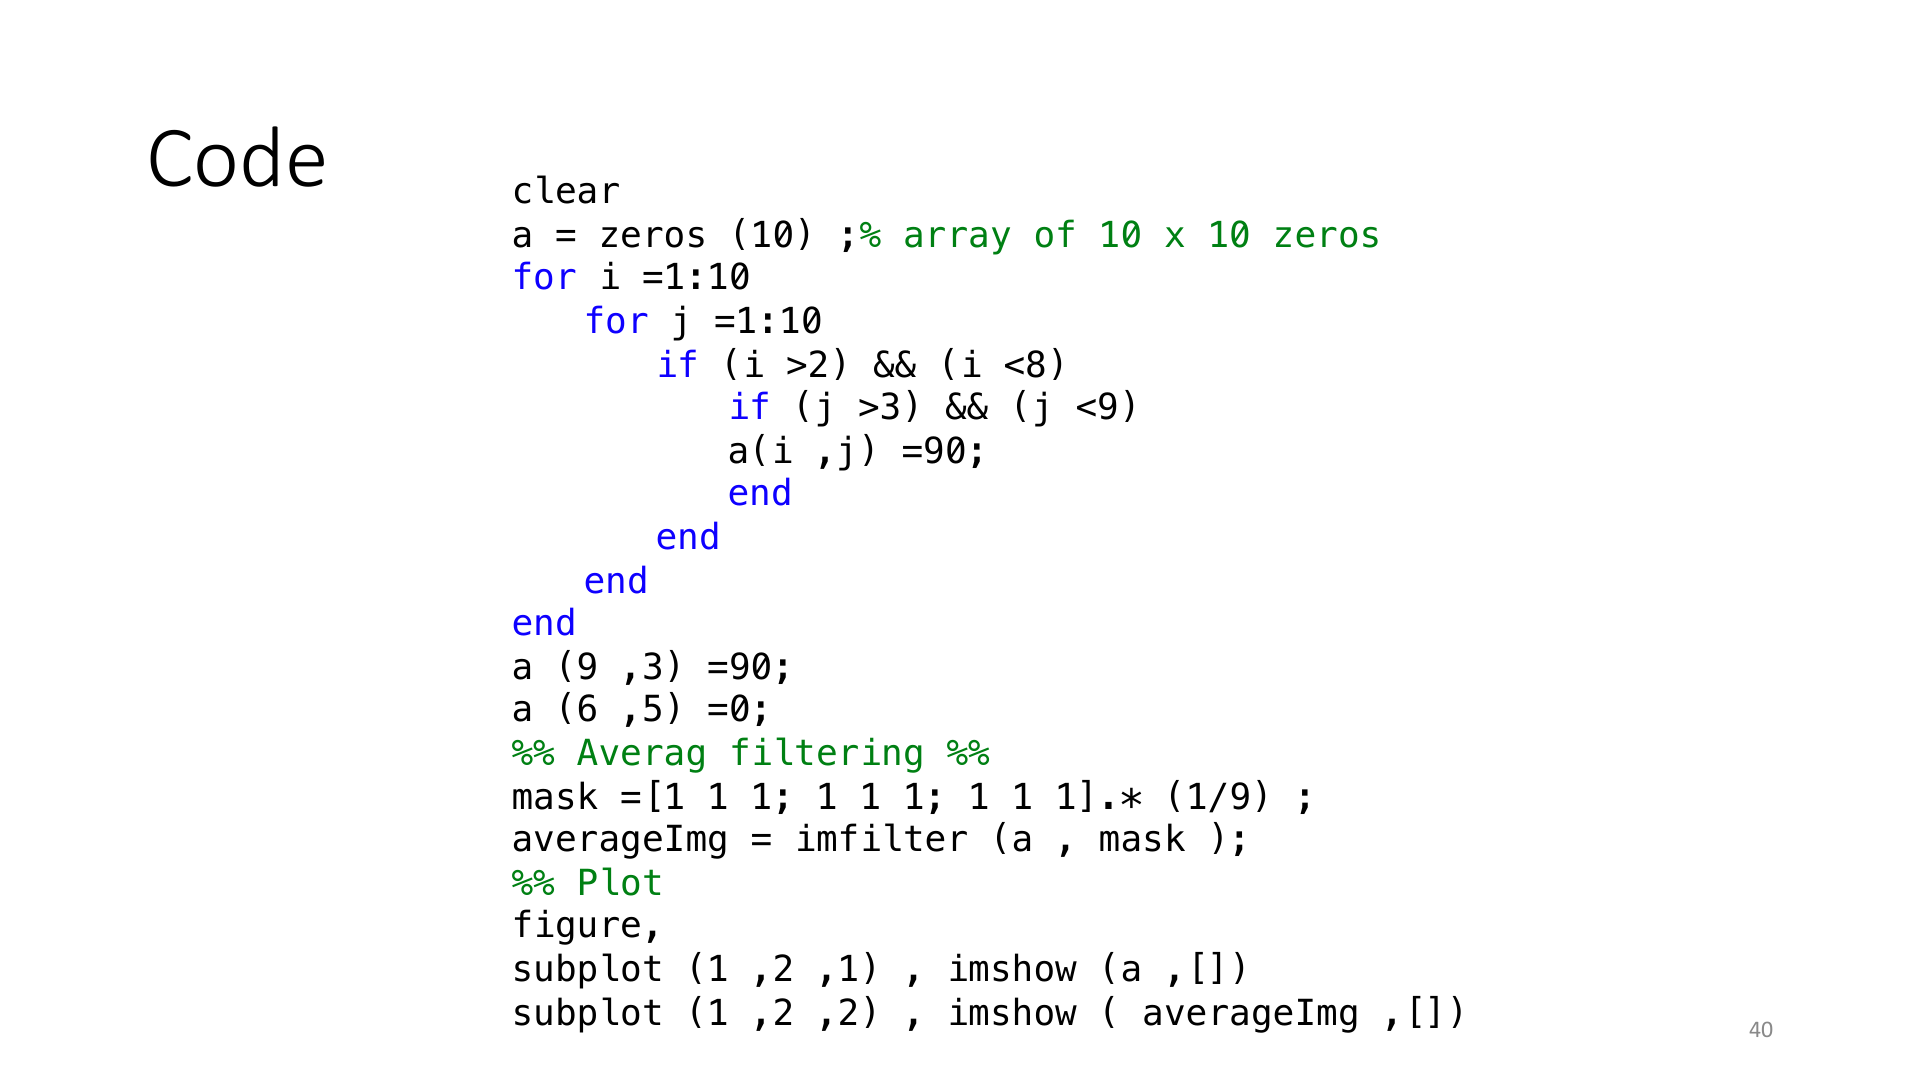 Code
clear
a = zeros (10) ;% array of 10 x 10 zeros
for i =1:10
    for j =1:10
        if (i >2) && (i <8)
            if (j >3) && (j <9)
            a(i ,j) =90;
            end
        end
    end
end
a (9 ,3) =90;
a (6 ,5) =0;
%% Averag filtering %%
mask =[1 1 1; 1 1 1; 1 1 1].* (1/9) ;
averageImg = imfilter (a , mask );
%% Plot
figure,
subplot (1 ,2 ,1) , imshow (a ,[])
subplot (1 ,2 ,2) , imshow ( averageImg ,[])
40